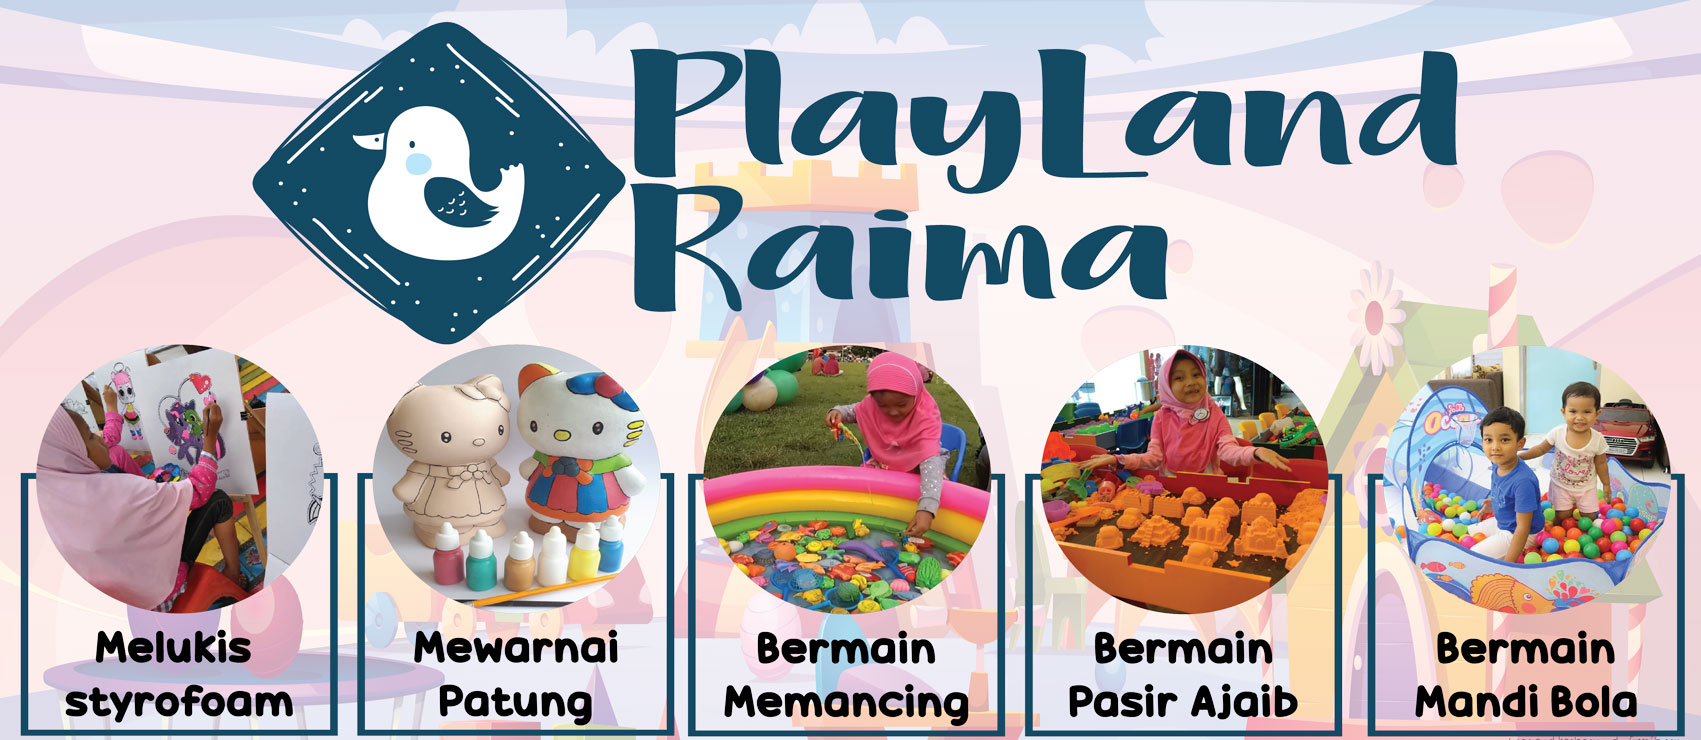 PlayLand
Raima
Melukis
styrofoam
Mewarnai
Patung
Bermain
Memancing
Bermain
Pasir Ajaib
Bermain
Mandi Bola